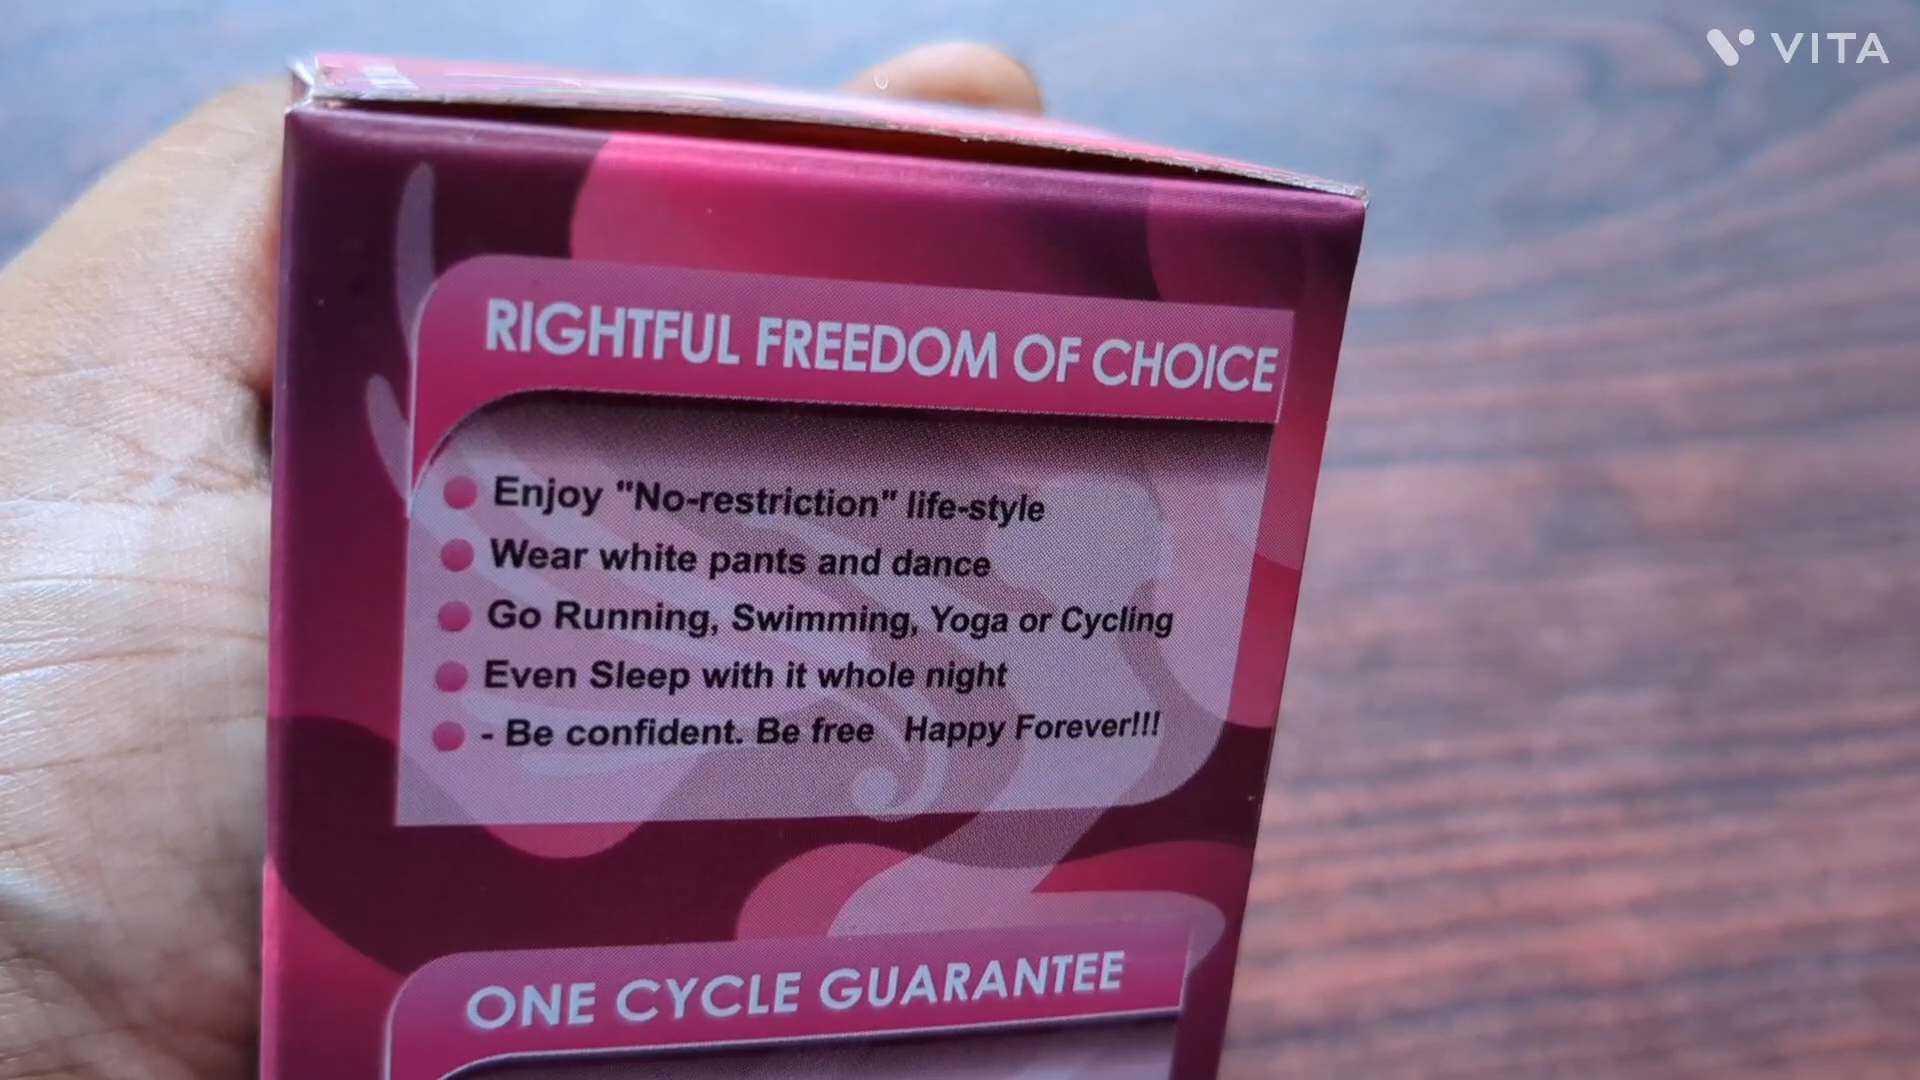 VITA
RIGHTFUL FREEDOM OF CHOICE
Enjoy "No-restriction" life-style
Wear white pants and dance
Go Running, Swimming, Yoga or Cycling
Even Sleep with it whole night
- Be confident. Be free Happy Forever!!!
ONE CYCLE GUARANTEE